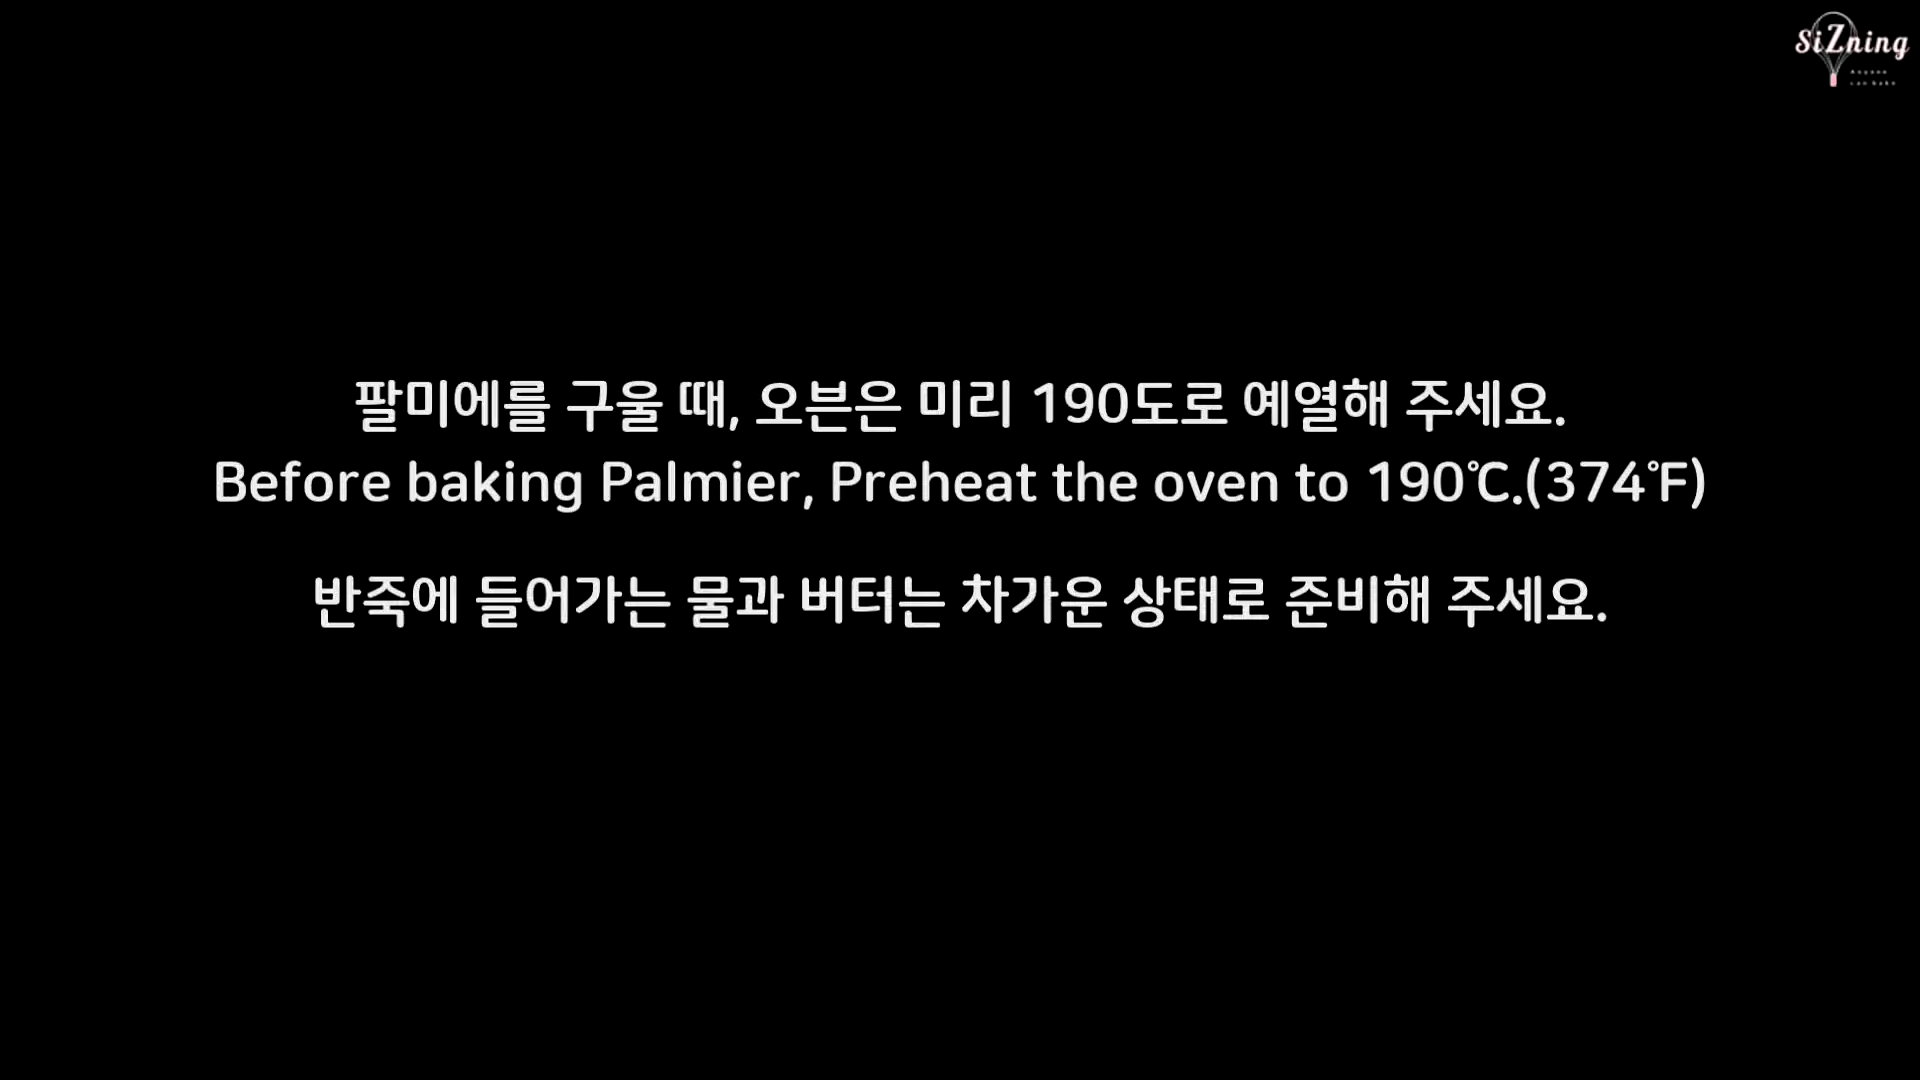 SiZning
팔미에를 구울 때, 오븐은 미리 190도로 예열해 주세요.
Before baking Palmier, Preheat the oven to 190℃.(374℉)
반죽에 들어가는 물과 버터는 차가운 상태로 준비해 주세요.